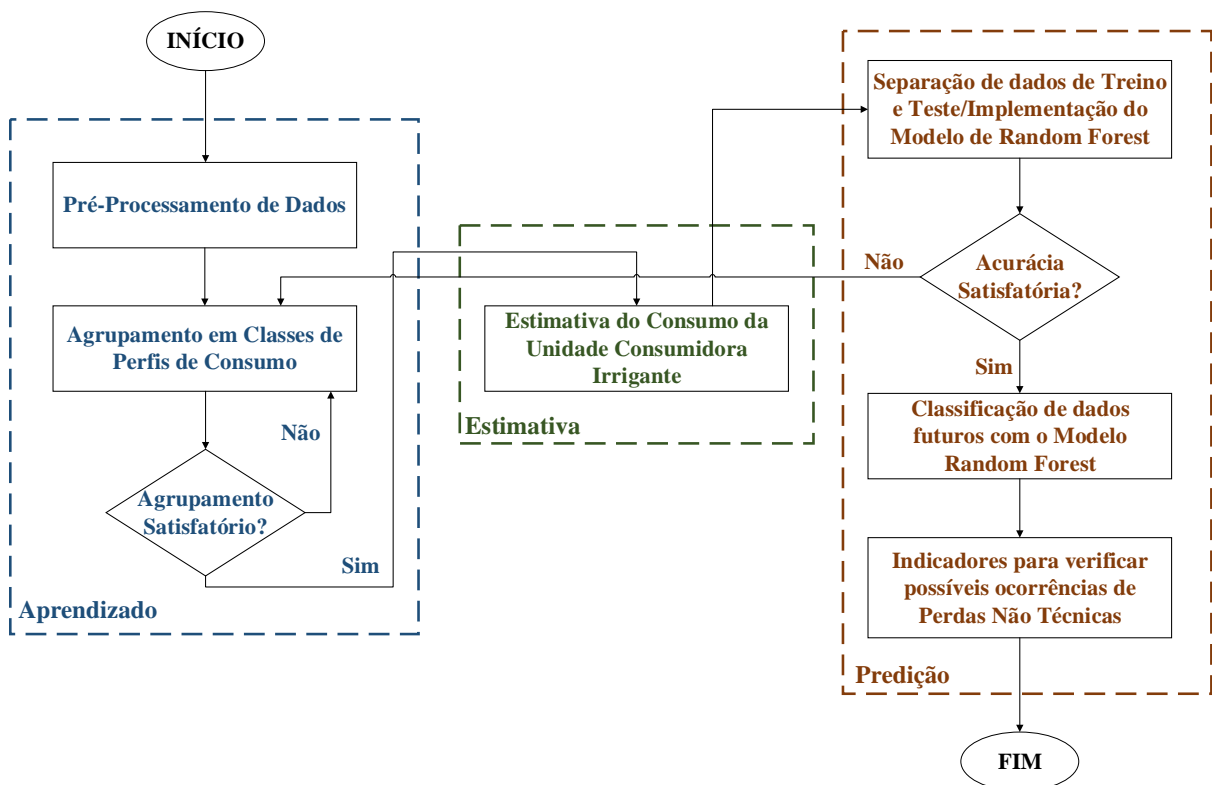 INÍCIO
Pré-Processamento de Dados
Agrupamento em Classes de
Perfis de Consumo
Não
Agrupamento
Satisfatório?
Sim
Aprendizado
Estimativa do Consumo da
Unidade Consumidora
Irrigante
Estimativa
Separação de dados de Treino
e Teste/Implementação do
Modelo de Random Forest
Não
Acurácia
Satisfatória?
Sim
Classificação de dados
futuros com o Modelo
Random Forest
Indicadores para verificar
possíveis ocorrências de
Perdas Não Técnicas
Predição
FIM